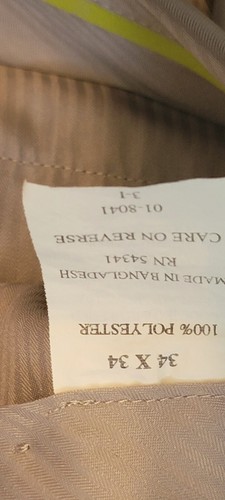 34 X 34
100% POLYESTER
MADE IN BANGLADESH
RN 54341
CARE ON REVERSE
01-8041
3-1